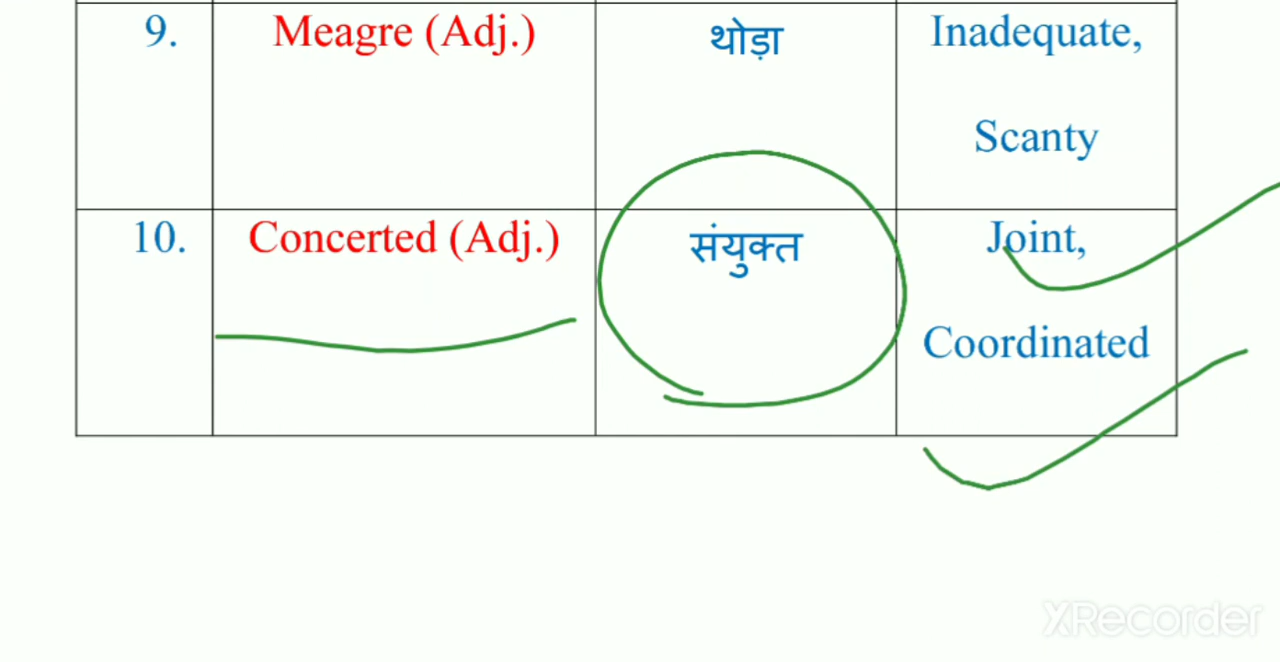 9. Meagre (Adj.) थोड़ा Inadequate,
Scanty
10. Concerted (Adj.) संयुक्त Joint,
Coordinated
XRecorder